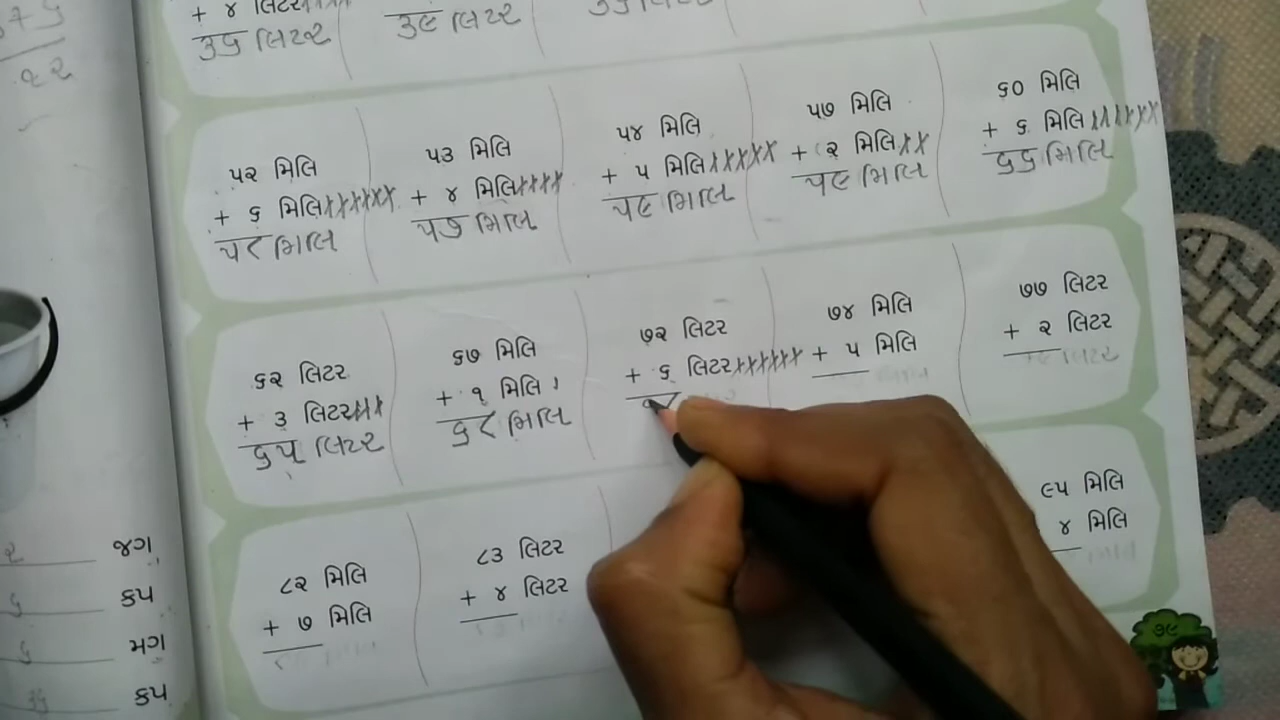 + ૪ લિટર
૩૬ લિટર
૩૯ લિટર
૫૨ મિલિ
+ ૬ મિલિ
૫૮ મિલિ
૫૩ મિલિ
+ ૪ મિલિ
૫૭ મિલિ
૫૪ મિલિ
+ ૫ મિલિ
૫૯ મિલિ
૫૭ મિલિ
+ ૨ મિલિ
૫૯ મિલિ
૬૦ મિલિ
+ ૬ મિલિ
૬૬ મિલિ
૬૨ લિટર
+ ૩ લિટર
૬૫ લિટર
૬૭ મિલિ
+ ૧ મિલિ
૬૮ મિલિ
૭૨ લિટર
+ ૬ લિટર
૭૪ મિલિ
+ ૫ મિલિ
૭૭ લિટર
+ ૨ લિટર
૮૨ મિલિ
+ ૭ મિલિ
૮૩ લિટર
+ ૪ લિટર
૯૫ મિલિ
૪ મિલિ
જગ
કપ
મગ
કપ
૭૯